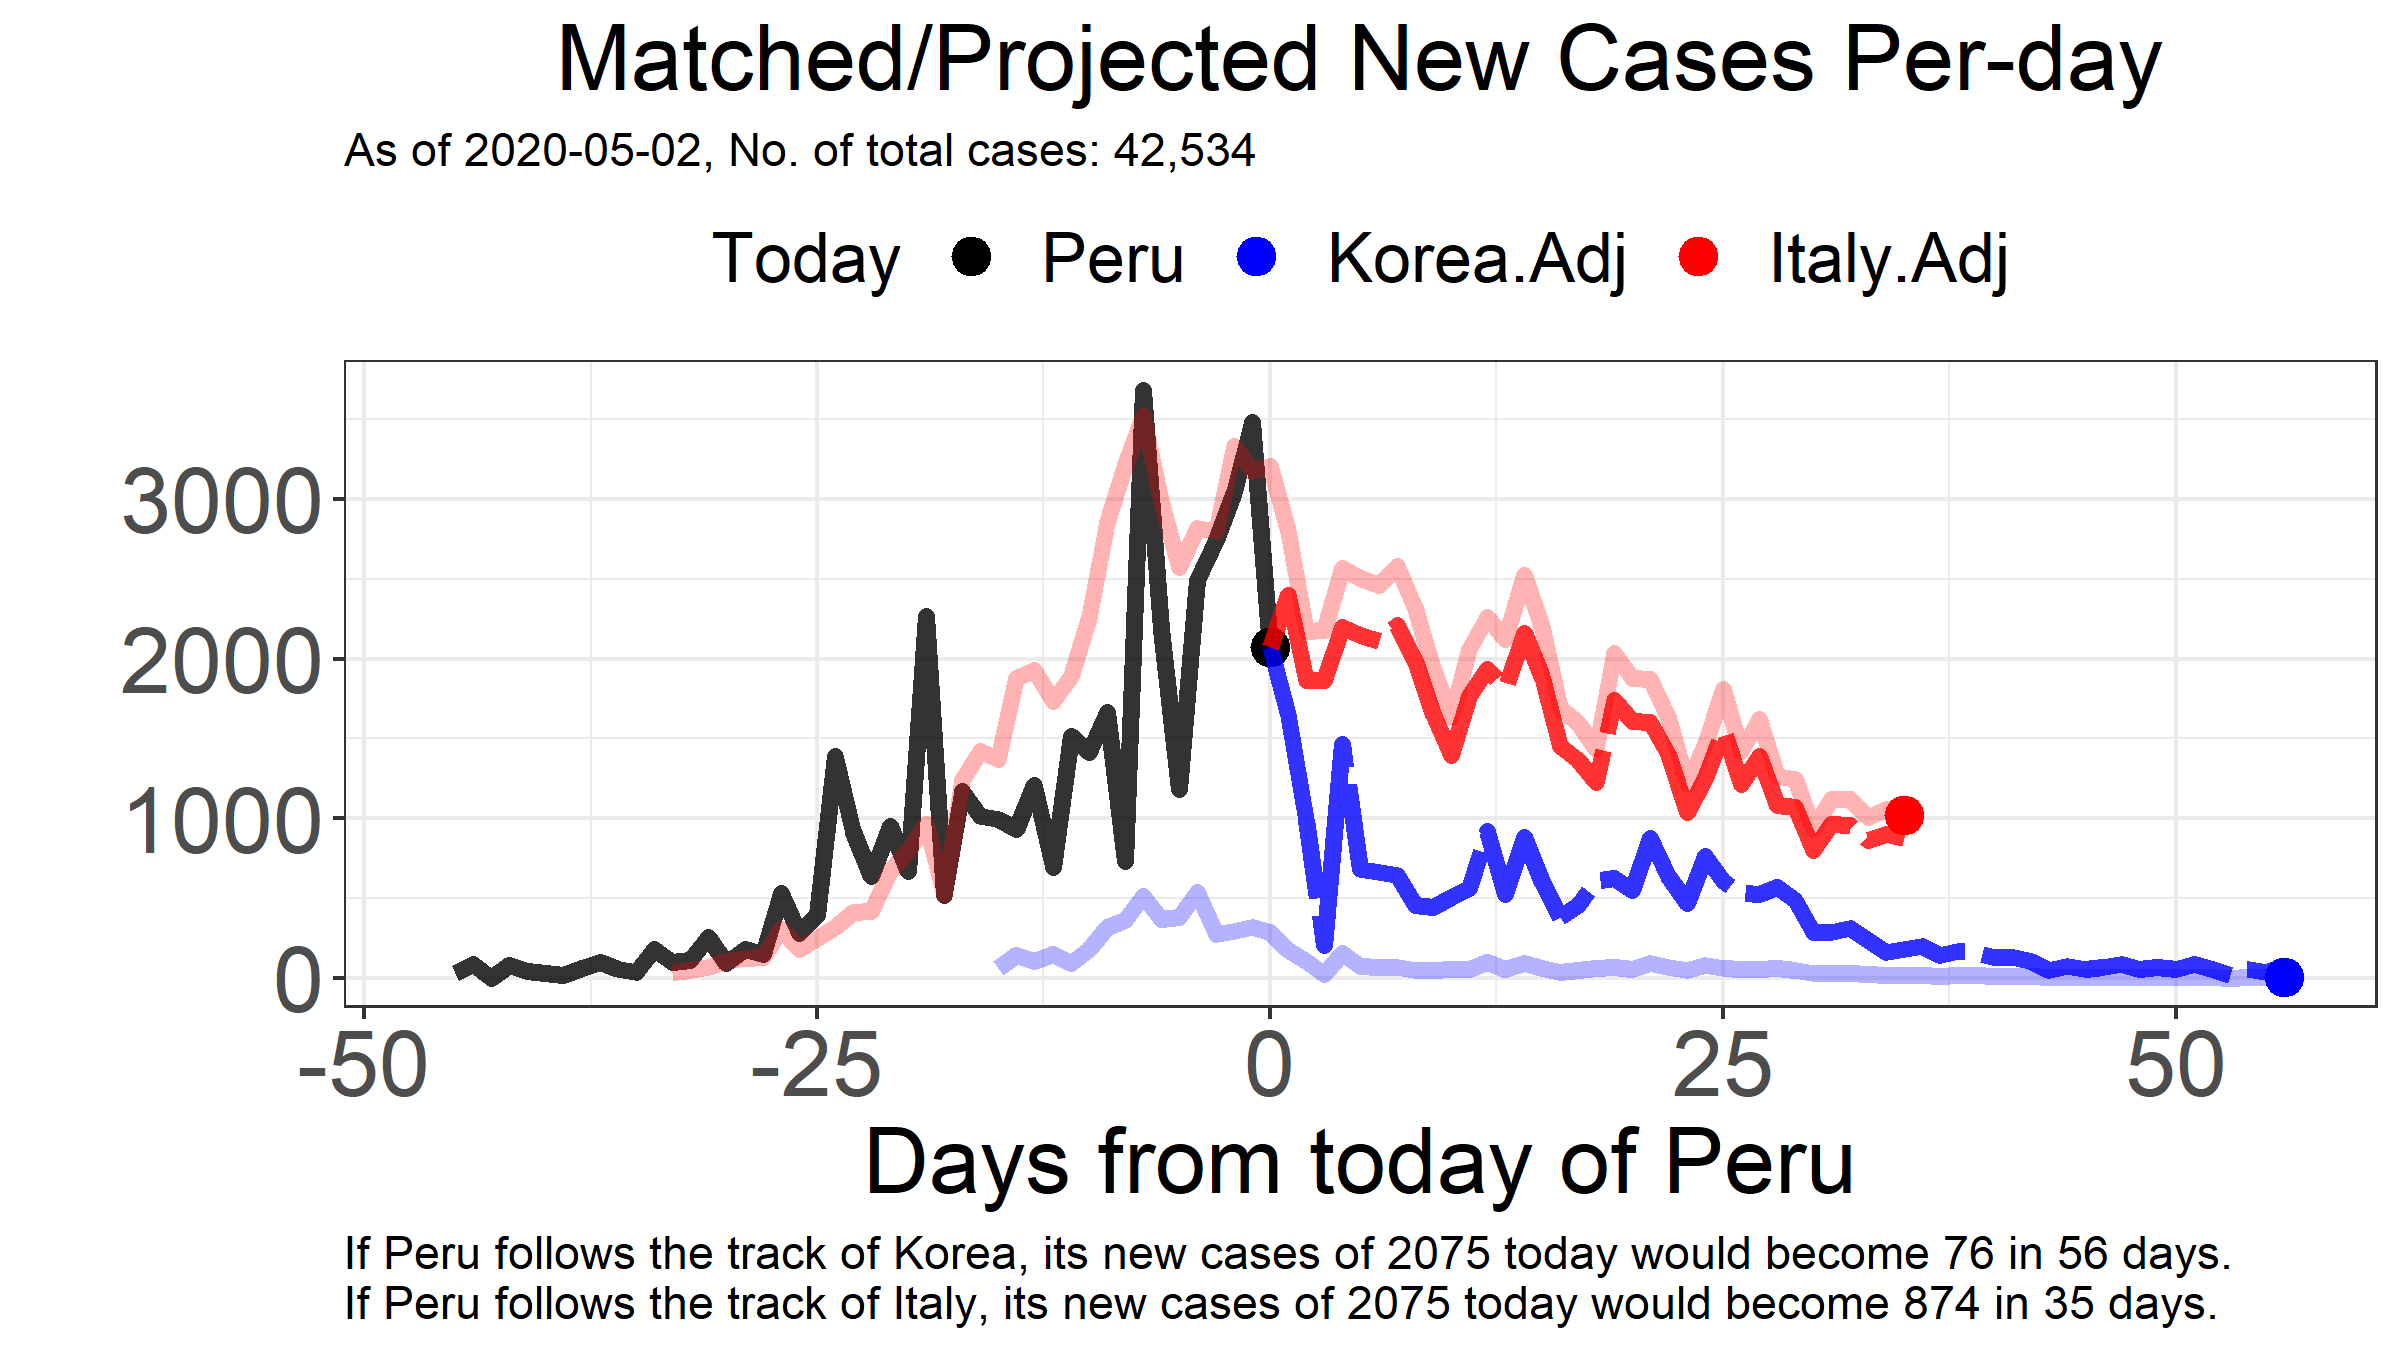 Matched/Projected New Cases Per-day
As of 2020-05-02, No. of total cases: 42,534
Today Peru Korea.Adj Italy.Adj
3000
2000
1000
0
-50 -25 0 25 50
Days from today of Peru
If Peru follows the track of Korea, its new cases of 2075 today would become 76 in 56 days.
If Peru follows the track of Italy, its new cases of 2075 today would become 874 in 35 days.